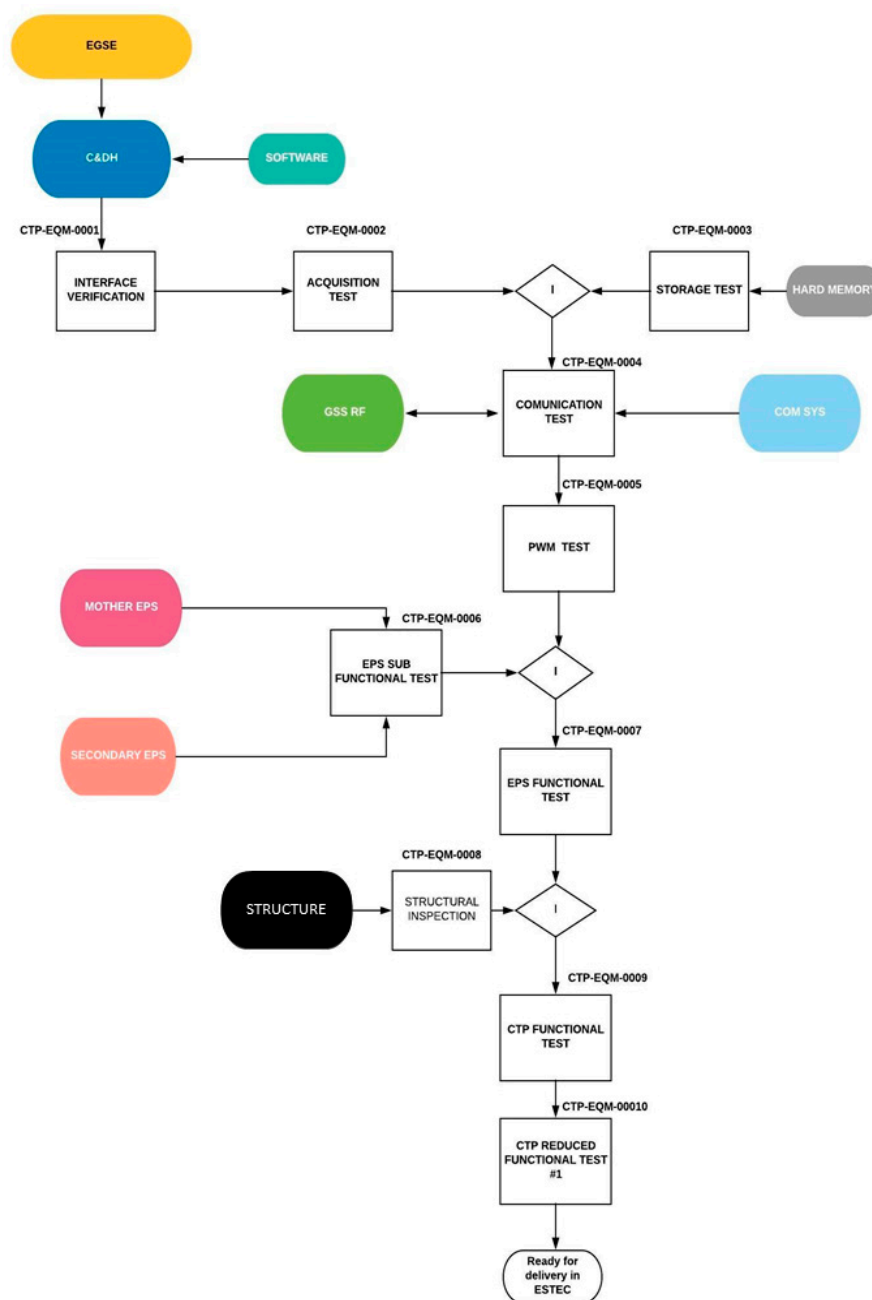 EGSE
C&DH
SOFTWARE
CTP-EQM-0001
CTP-EQM-0002
CTP-EQM-0003
INTERFACE
VERIFICATION
ACQUISITION
TEST
I
STORAGE TEST
HARD MEMORY
CTP-EQM-0004
GSS RF
COMUNICATION
TEST
COM SYS
CTP-EQM-0005
PWM TEST
MOTHER EPS
CTP-EQM-0006
EPS SUB
FUNCTIONAL TEST
I
SECONDARY EPS
CTP-EQM-0007
EPS FUNCTIONAL
TEST
CTP-EQM-0008
STRUCTURE
STRUCTURAL
INSPECTION
I
CTP-EQM-0009
CTP FUNCTIONAL
TEST
CTP-EQM-00010
CTP REDUCED
FUNCTIONAL TEST
#1
Ready for
delivery in
ESTEC